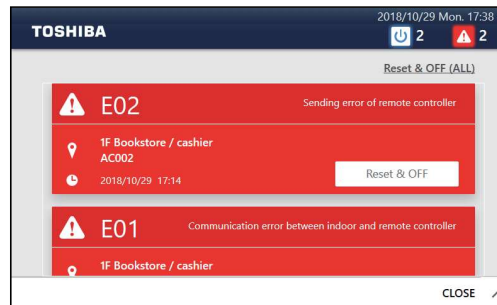 2018/10/29 Mon. 17:38
TOSHIBA
2
2
Reset & OFF (ALL)
E02
Sending error of remote controller
1F Bookstore / cashier
AC002
2018/10/29 17:14
Reset & OFF
E01
Communication error between indoor and remote controller
1F Bookstore / cashier
CLOSE